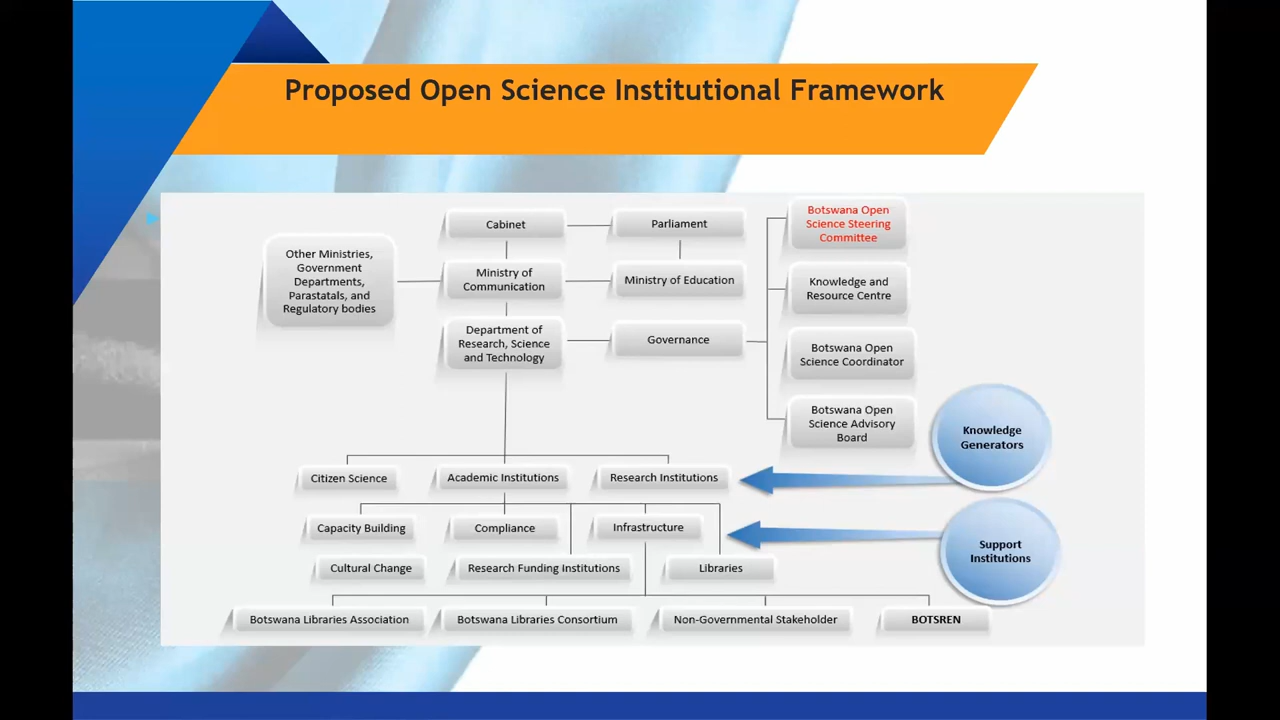 Proposed Open Science Institutional Framework
Cabinet
Parliament
Botswana Open
Science Steering
Committee
Other Ministries,
Government
Departments,
Parastatals, and
Regulatory bodies
Ministry of
Communication
Ministry of Education
Knowledge and
Resource Centre
Department of
Research, Science
and Technology
Governance
Botswana Open
Science Coordinator
Botswana Open
Science Advisory
Board
Knowledge
Generators
Citizen Science
Academic Institutions
Research Institutions
Capacity Building
Compliance
Infrastructure
Support
Institutions
Cultural Change
Research Funding Institutions
Libraries
Botswana Libraries Association
Botswana Libraries Consortium
Non-Governmental Stakeholder
BOTSREN